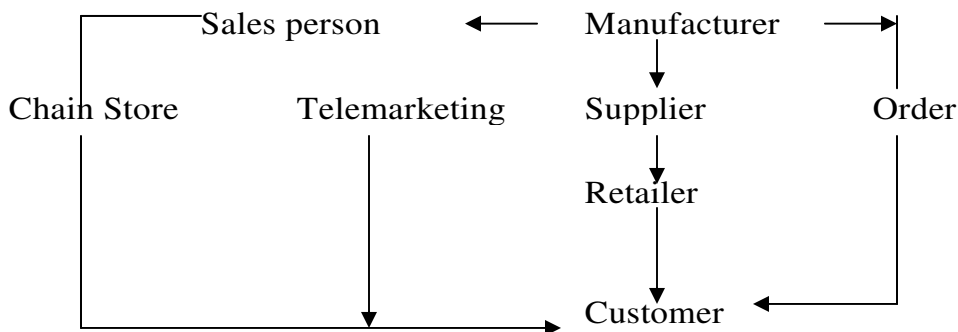 Sales person Manufacturer
Chain Store Telemarketing Supplier Order
Retailer
Customer